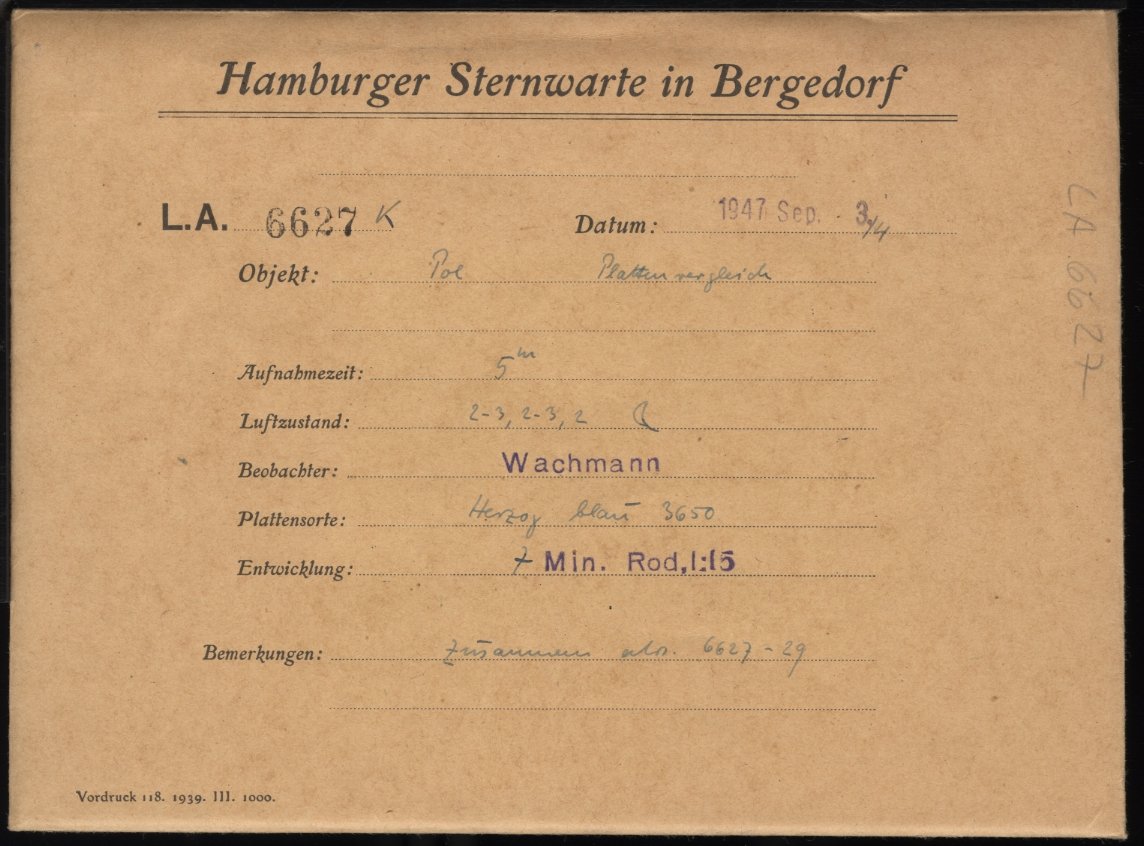 Hamburger Sternwarte in Bergedorf
L.A. 6627 K Datum: 1947 Sep. 3/4
Objekt: Pol Plattenvergleich
Aufnahmezeit: 5m
Luftzustand: 2-3, 2-3, 2
Beobachter: Wachmann
Plattensorte: Herzog blau 3650
Entwicklung: 7 Min. Rod,1:15
Bemerkungen: Zusammen 6627-29
Vordruck 118. 1939. III. 1000.
LA 6627